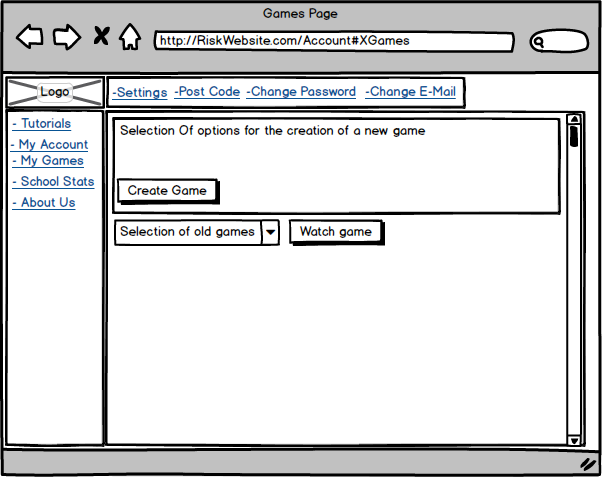 Games Page
http://RiskWebsite.com/Account#XGames
Logo
-Settings -Post Code -Change Password -Change E-Mail
- Tutorials
- My Account
- My Games
- School Stats
- About Us
Selection Of options for the creation of a new game
Create Game
Selection of old games
Watch game